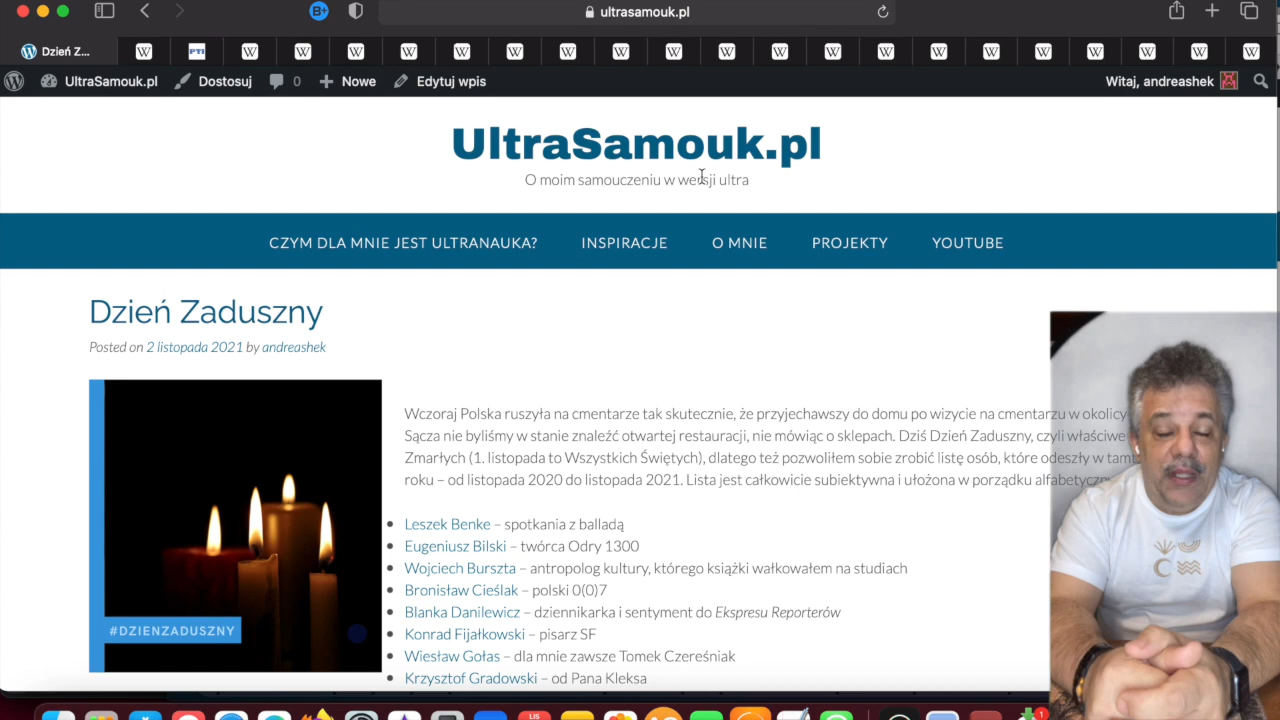 ultrasamouk.pl
Dzień Z...
UltraSamouk.pl
Dostosuj
0
Nowe
Edytuj wpis
Witaj, andreashek
UltraSamouk.pl
O moim samouczeniu w wersji ultra
CZYM DLA MNIE JEST ULTRANAUKA?
INSPIRACJE
O MNIE
PROJEKTY
YOUTUBE
Dzień Zaduszny
Posted on 2 listopada 2021 by andreashek
#DZIENZADUSZNY
Wczoraj Polska ruszyła na cmentarze tak skutecznie, że przyjechawszy do domu po wizycie na cmentarzu w okolicy
Sącza nie byliśmy w stanie znaleźć otwartej restauracji, nie mówiąc o sklepach. Dziś Dzień Zaduszny, czyli właściwe
Zmarłych (1. listopada to Wszystkich Świętych), dlatego też pozwoliłem sobie zrobić listę osób, które odeszły w
roku – od listopada 2020 do listopada 2021. Lista jest całkowicie subiektywna i ułożona w porządku
Leszek Benke – spotkania z balladą
Eugeniusz Bilski – twórca Odry 1300
Wojciech Burszta – antropolog kultury, którego książki wałkowałem na studiach
Bronisław Cieślak – polski 0(0)7
Blanka Danilewicz – dziennikarka i sentyment do Ekspresu Reporterów
Konrad Fijałkowski – pisarz SF
Wiesław Gołas – dla mnie zawsze Tomek Czereśniak
Krzysztof Gradowski – od Pana Kleksa